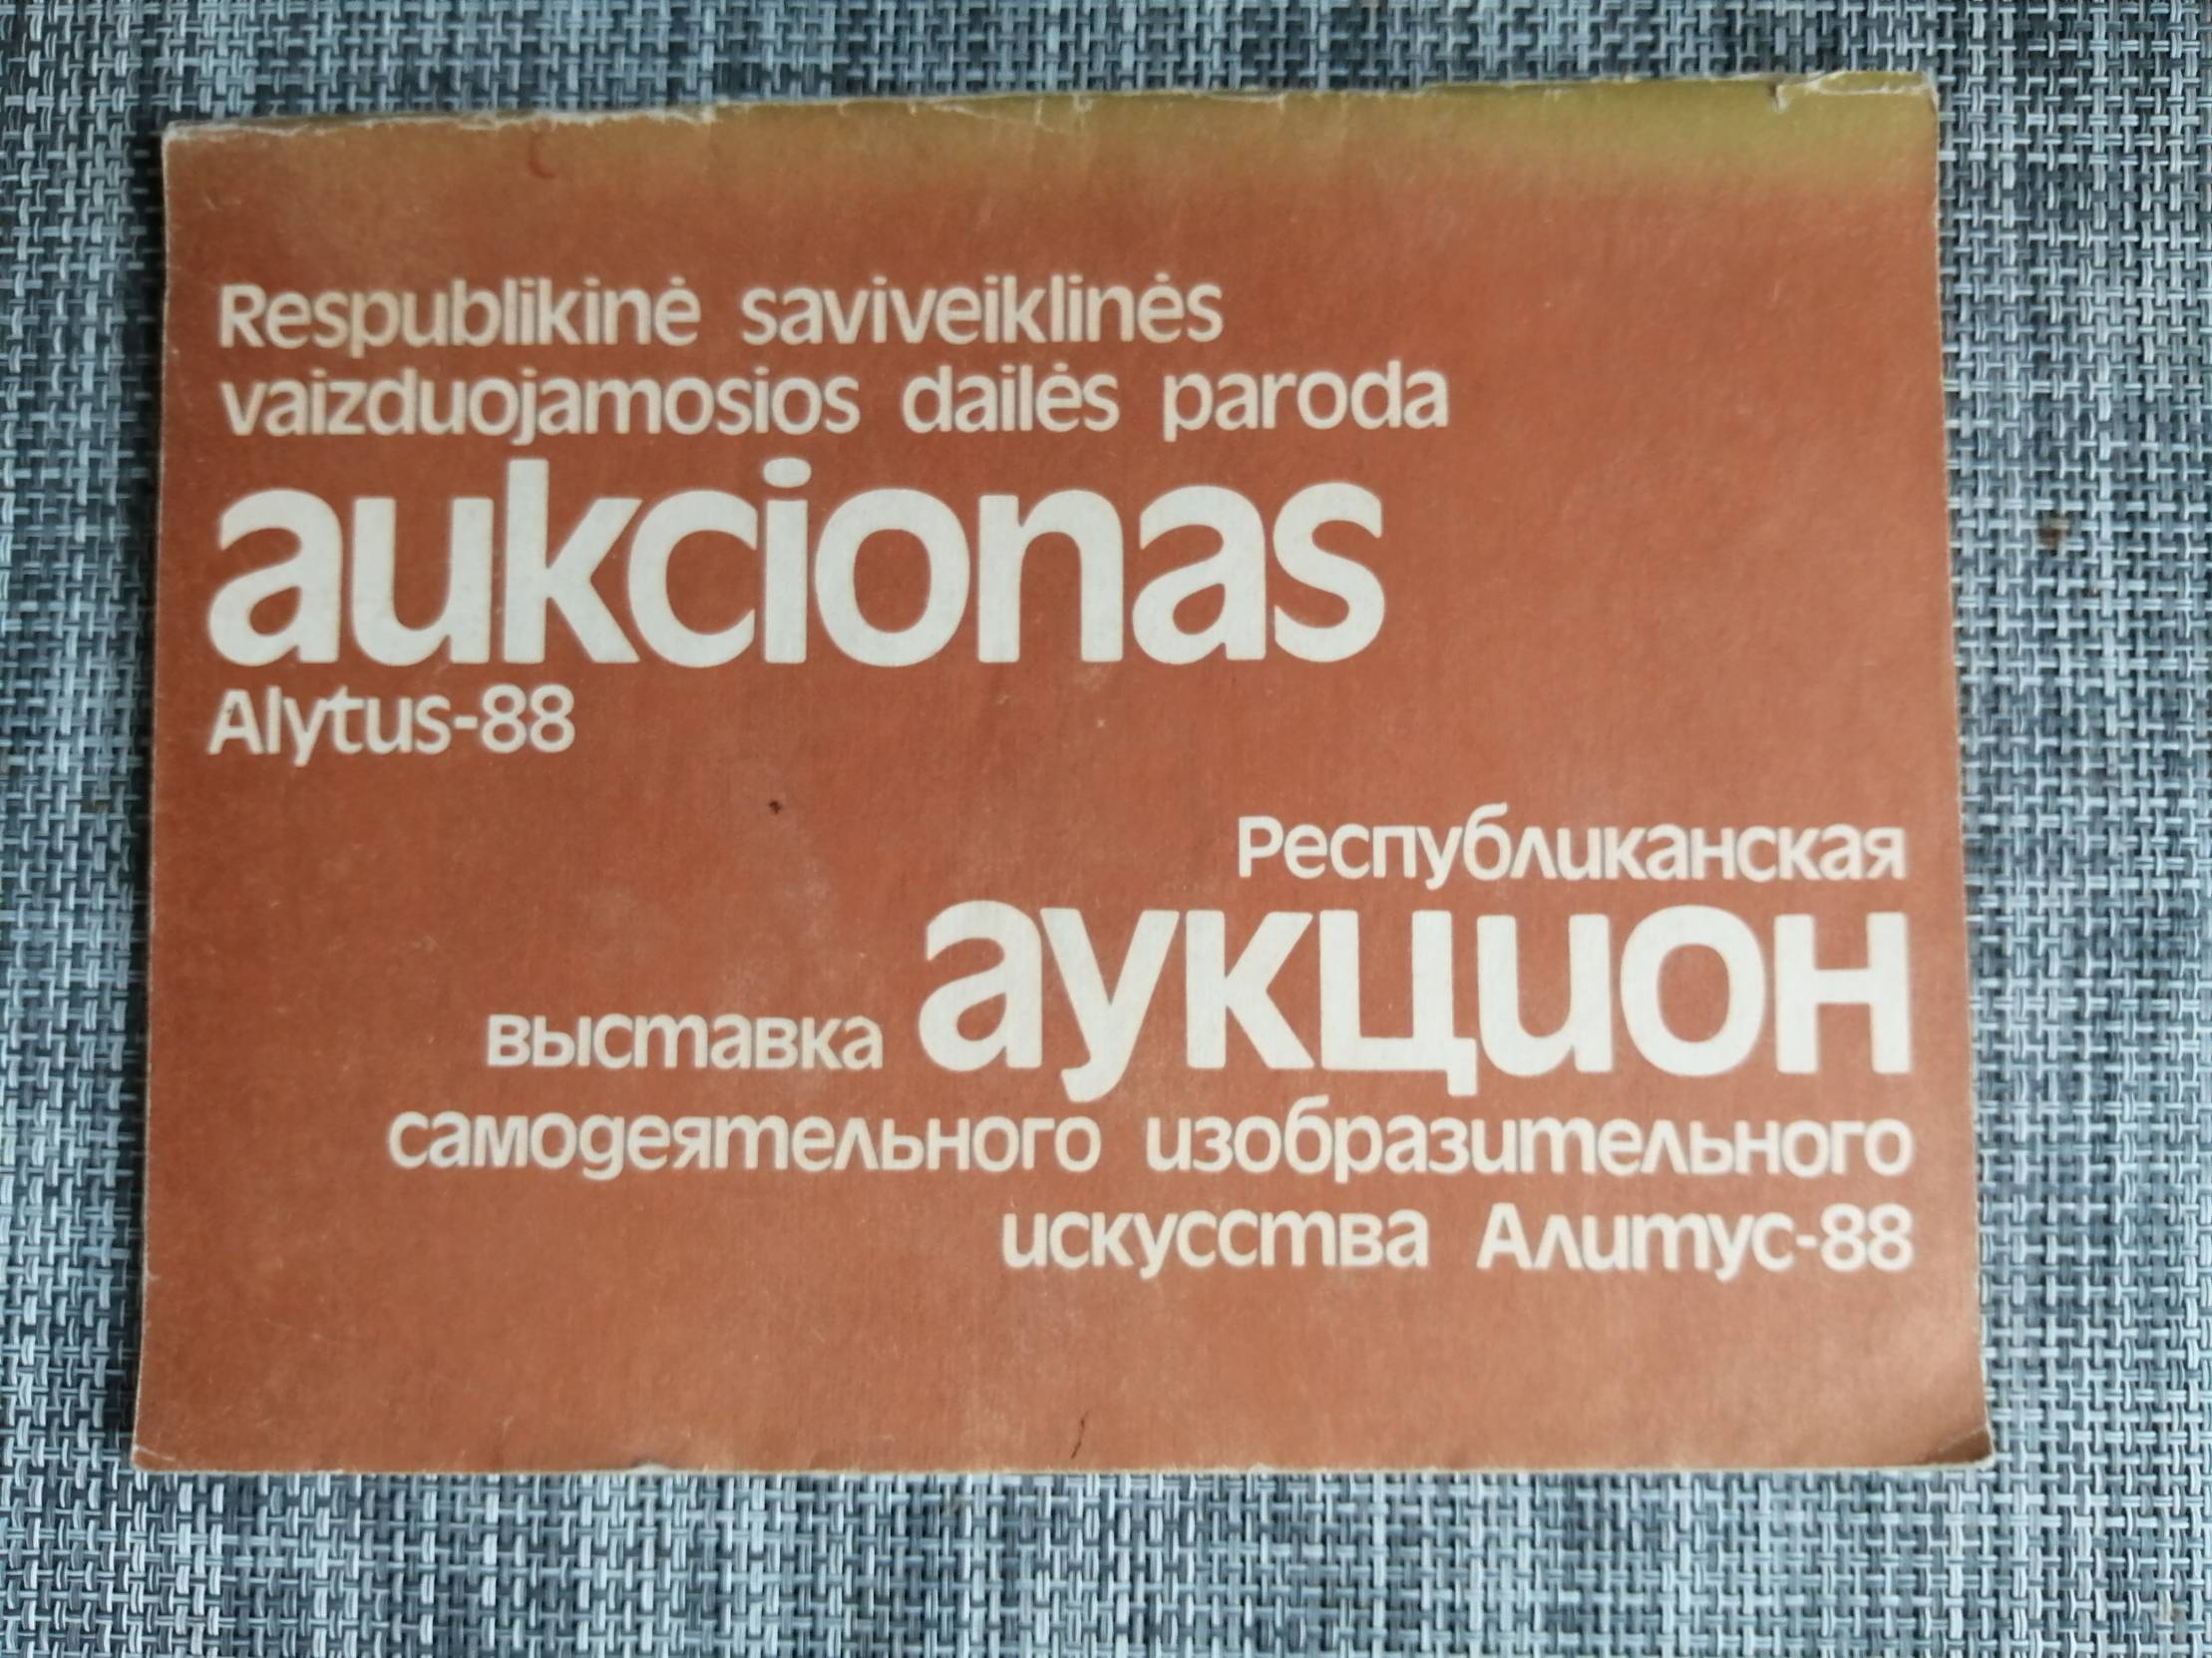 Respublikinė saviveiklinės
vaizduojamosios dailės paroda
aukcionas
Alytus-88
Республиканская
выставка аукцион
самодеятельного изобразительного
искусства Алитус-88